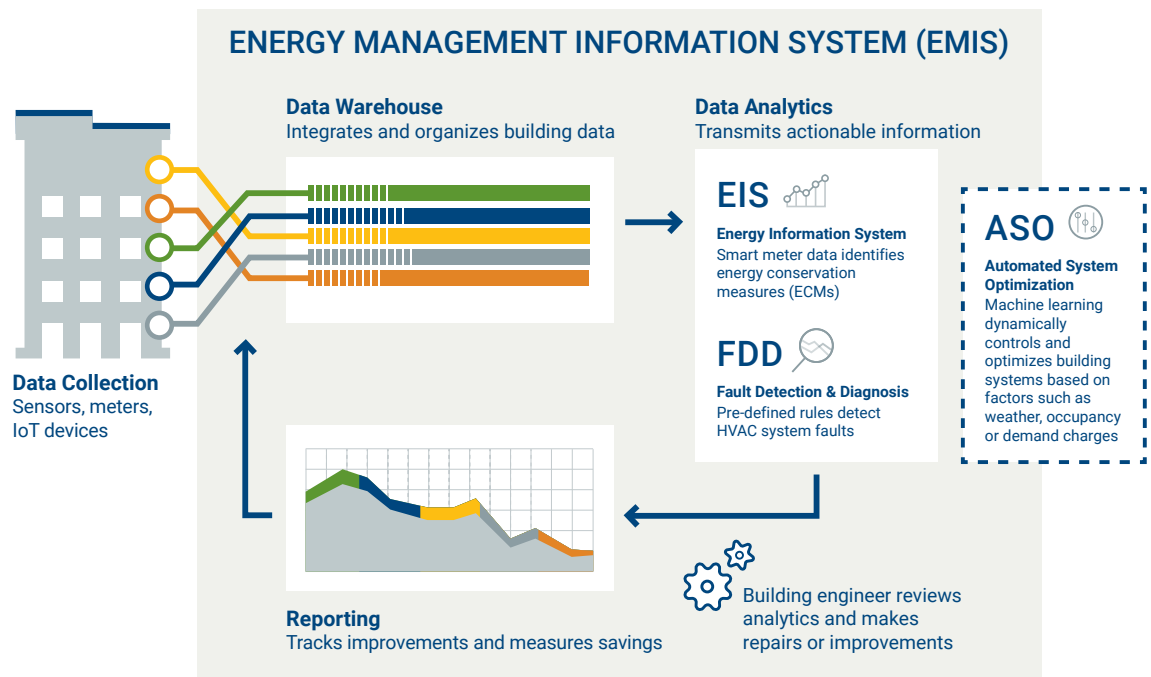 ENERGY MANAGEMENT INFORMATION SYSTEM (EMIS)
Data Collection
Sensors, meters,
IoT devices
Data Warehouse
Integrates and organizes building data
Data Analytics
Transmits actionable information
EIS
Energy Information System
Smart meter data identifies
energy conservation
measures (ECMs)
FDD
Fault Detection & Diagnosis
Pre-defined rules detect
HVAC system faults
ASO
Automated System
Optimization
Machine learning
dynamically
controls and
optimizes building
systems based on
factors such as
weather, occupancy
or demand charges
Building engineer reviews
analytics and makes
repairs or improvements
Reporting
Tracks improvements and measures savings